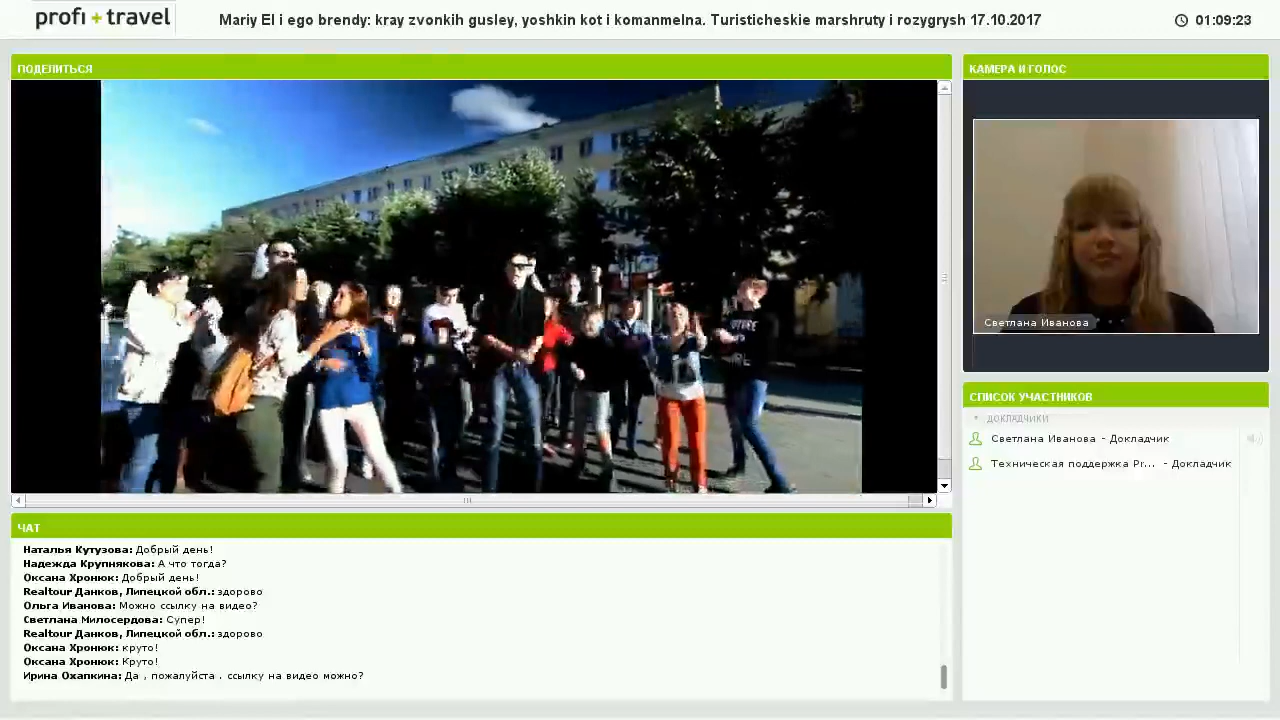 profi + travel
Mariy El i ego brendy: kray zvonkih gusley, yoshkin kot i komanmelna. Turisticheskie marshruty i rozygrysh 17.10.2017
01:09:23
ПОДЕЛИТЬСЯ
КАМЕРА И ГОЛОС
Светлана Иванова
СПИСОК УЧАСТНИКОВ
ДОКЛАДЧИКИ
Светлана Иванова - Докладчик
Техническая поддержка Pr... - Докладчик
ЧАТ
Наталья Кутузова: Добрый день!
Надежда Крупнякова: А что тогда?
Оксана Хронюк: Добрый день!
Realtour Данков, Липецкой обл.: здорово
Ольга Иванова: Можно ссылку на видео?
Светлана Милосердова: Супер!
Realtour Данков, Липецкой обл.: здорово
Оксана Хронюк: круто!
Оксана Хронюк: Круто!
Ирина Охапкина: Да , пожалуйста . ссылку на видео можно?